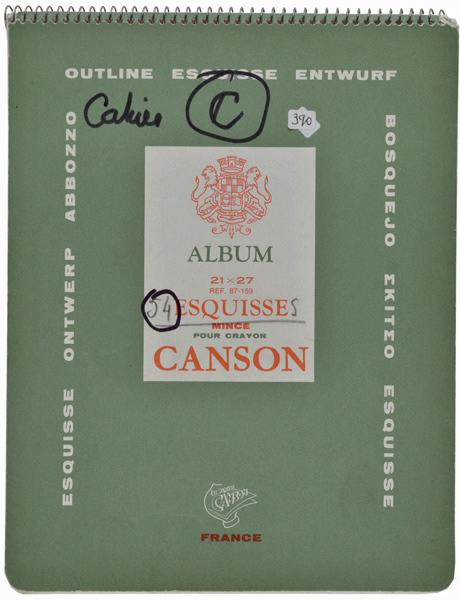 OUTLINE ESQUISSE ENTWURF
Cahier C
390
ESQUISSE ONTWERP ABBOZZO
BOSQUEJO ΣKITΣO ESQUISSE
ALBUM
21×27
REF. 87-159
54 ESQUISSES
MINCE
POUR CRAYON
CANSON
FRANCE